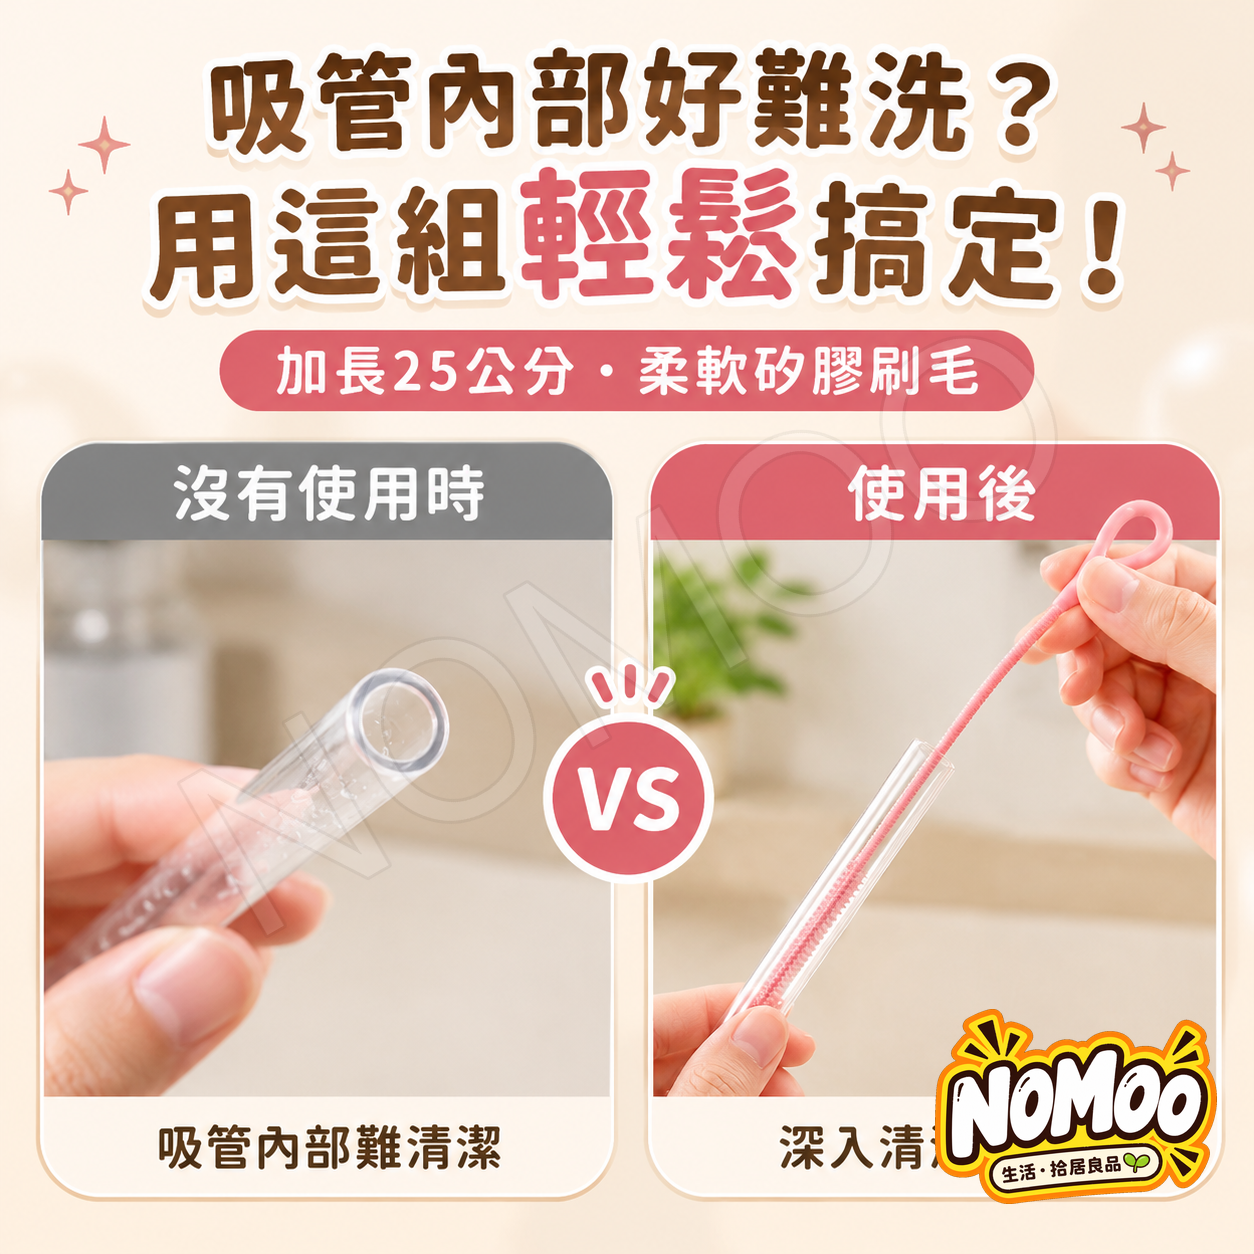 吸管內部好難洗？
用這組輕鬆搞定！
加長25公分・柔軟矽膠刷毛
沒有使用時
使用後
VS
吸管內部難清潔
深入清
NOMOO
生活・拾居良品
NOMOO